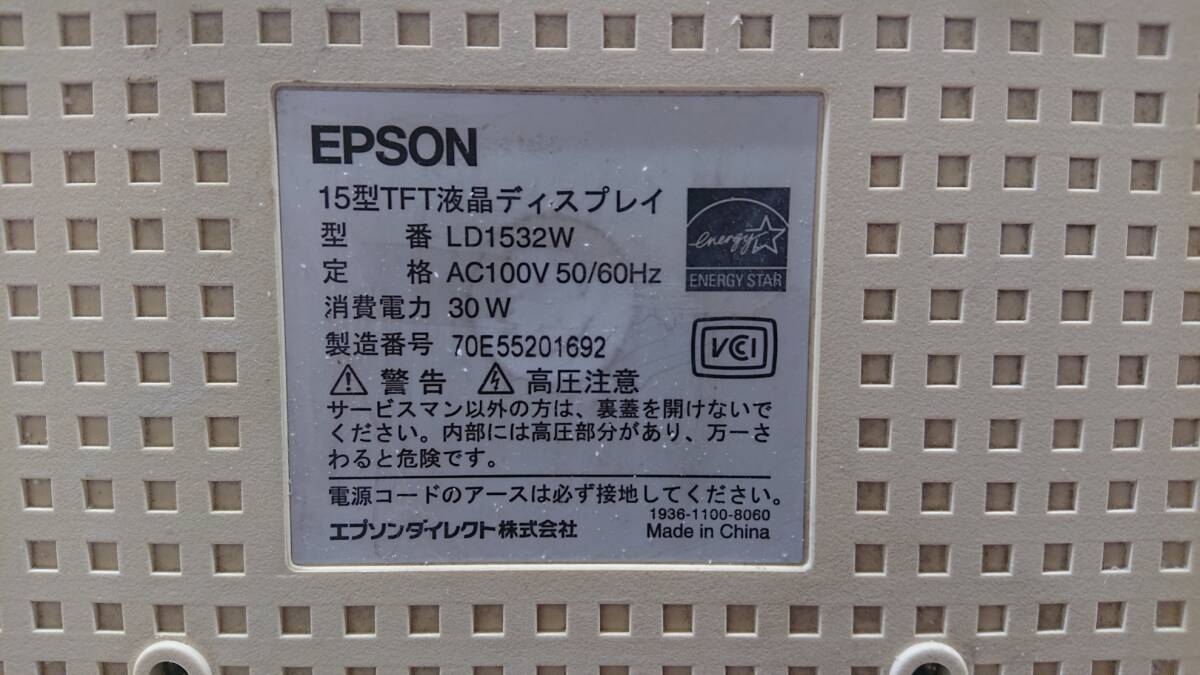 EPSON
15型TFT液晶ディスプレイ
型 番 LD1532W
定 格 AC100V 50/60Hz
消費電力 30W
製造番号 70E55201692
energy
ENERGY STAR
VCCI
警告 高圧注意
サービスマン以外の方は、裏蓋を開けないで
ください。内部には高圧部分があり、万一さ
わると危険です。
電源コードのアースは必ず接地してください。
1936-1100-8060
エプソンダイレクト株式会社 Made in China